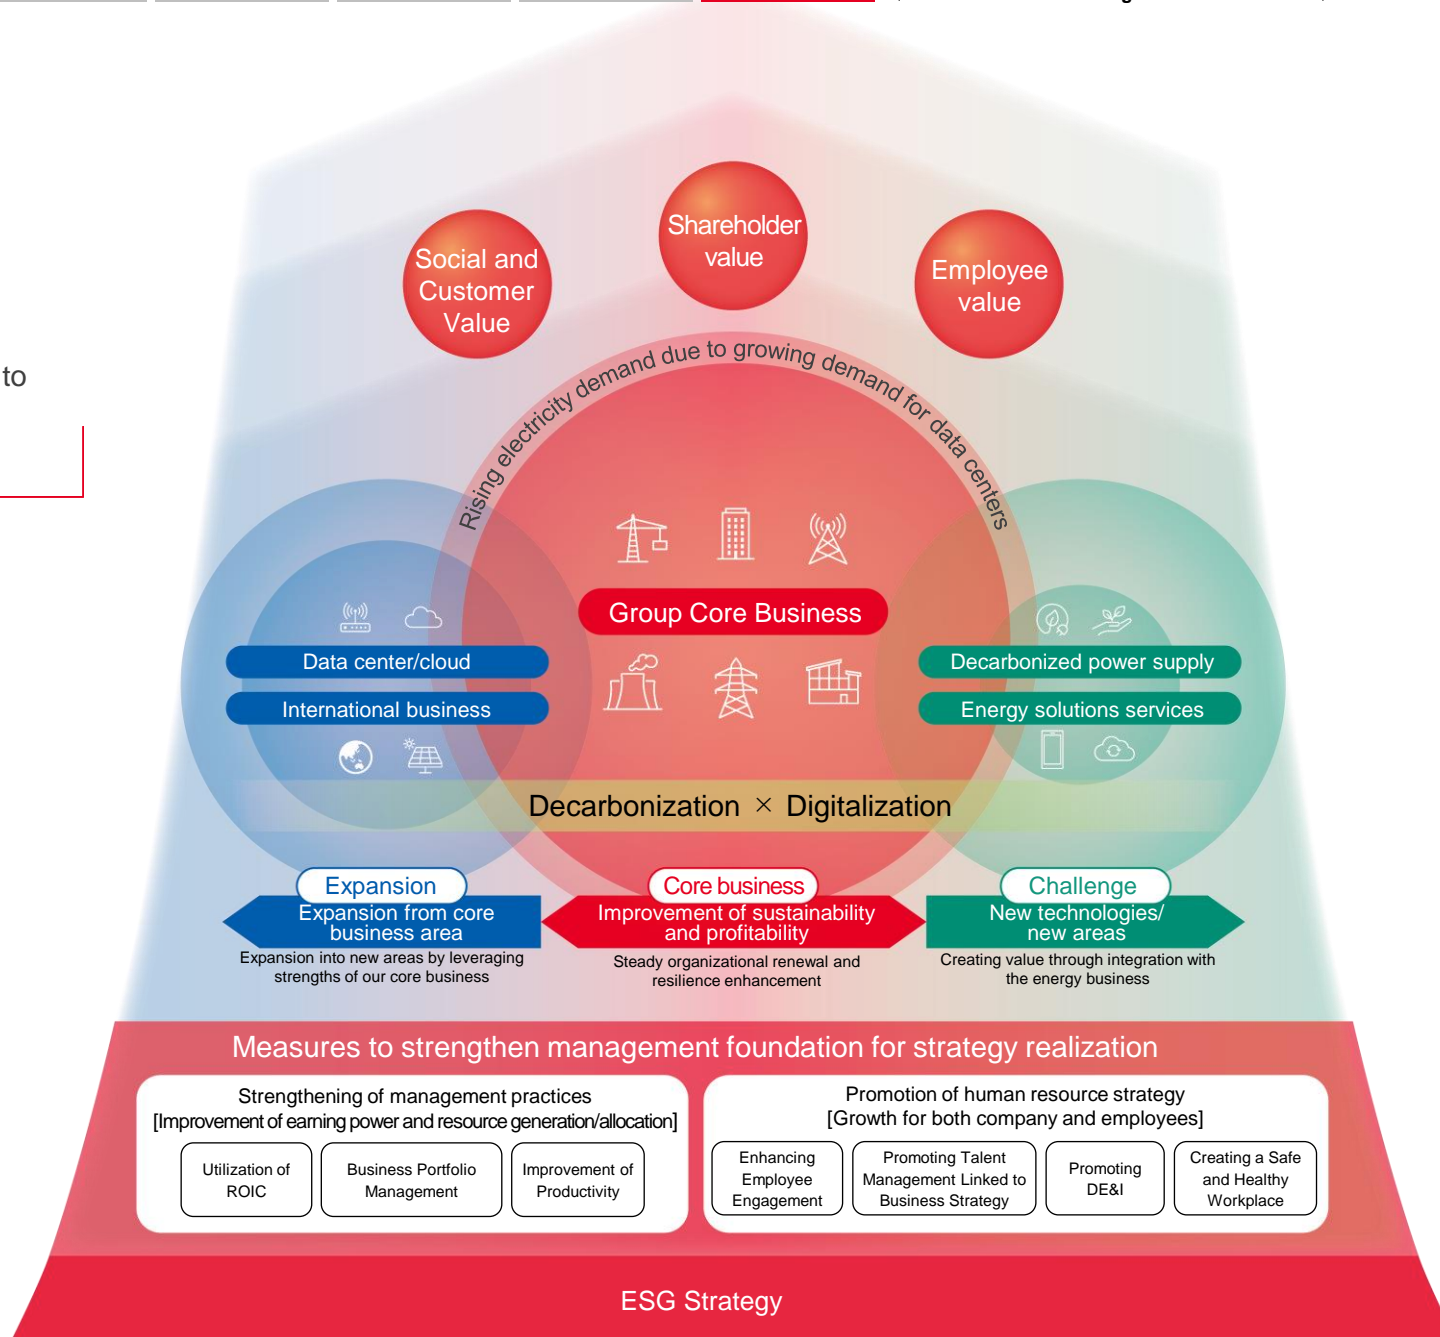 Shareholder
value
Social and
Customer
Value
Employee
value
to
Rising electricity demand due to growing demand for data centers
Group Core Business
Data center/cloud
International business
Decarbonized power supply
Energy solutions services
Decarbonization × Digitalization
Expansion
Expansion from core
business area
Expansion into new areas by leveraging
strengths of our core business
Core business
Improvement of sustainability
and profitability
Steady organizational renewal and
resilience enhancement
Challenge
New technologies/
new areas
Creating value through integration with
the energy business
Measures to strengthen management foundation for strategy realization
Strengthening of management practices
[Improvement of earning power and resource generation/allocation]
Utilization of
ROIC
Business Portfolio
Management
Improvement of
Productivity
Promotion of human resource strategy
[Growth for both company and employees]
Enhancing
Employee
Engagement
Promoting Talent
Management Linked to
Business Strategy
Promoting
DE&I
Creating a Safe
and Healthy
Workplace
ESG Strategy